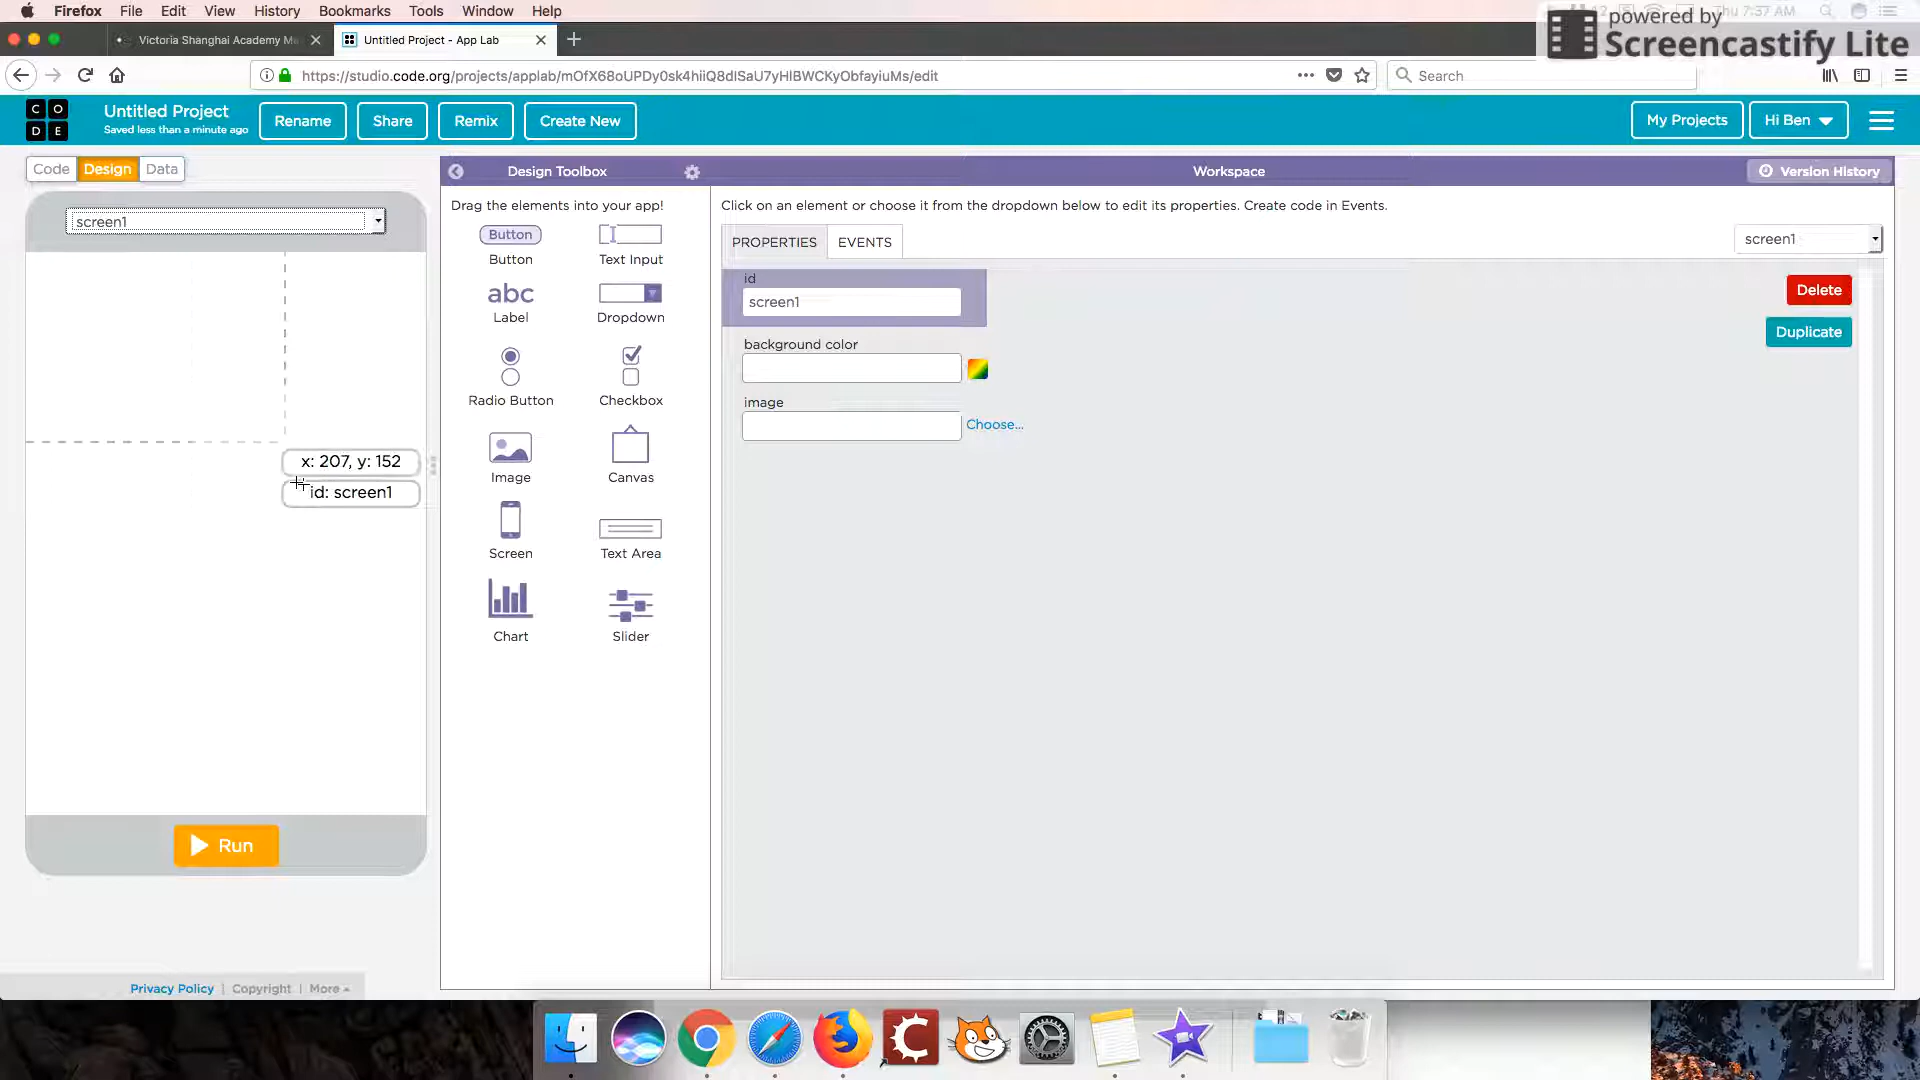 Firefox File Edit View History Bookmarks Tools Window Help
Thu 7:37 AM
powered by
Screencastify Lite
Victoria Shanghai Academy Ma
Untitled Project - App Lab
https://studio.code.org/projects/applab/mOfX68oUPDy0sk4hiiQ8dlSaU7yHlBWCKyObfayiuMs/edit
Search
C O
D E
Untitled Project
Saved less than a minute ago
Rename
Share
Remix
Create New
My Projects
Hi Ben
Code Design Data
Design Toolbox
Workspace
Version History
screen1
Drag the elements into your app!
Button
Button
Text Input
abc
Label
Dropdown
Radio Button
Checkbox
Image
Canvas
Screen
Text Area
Chart
Slider
Click on an element or choose it from the dropdown below to edit its properties. Create code in Events.
PROPERTIES
EVENTS
screen1
id
screen1
background color
image
Choose...
Delete
Duplicate
x: 207, y: 152
id: screen1
Run
Privacy Policy | Copyright | More